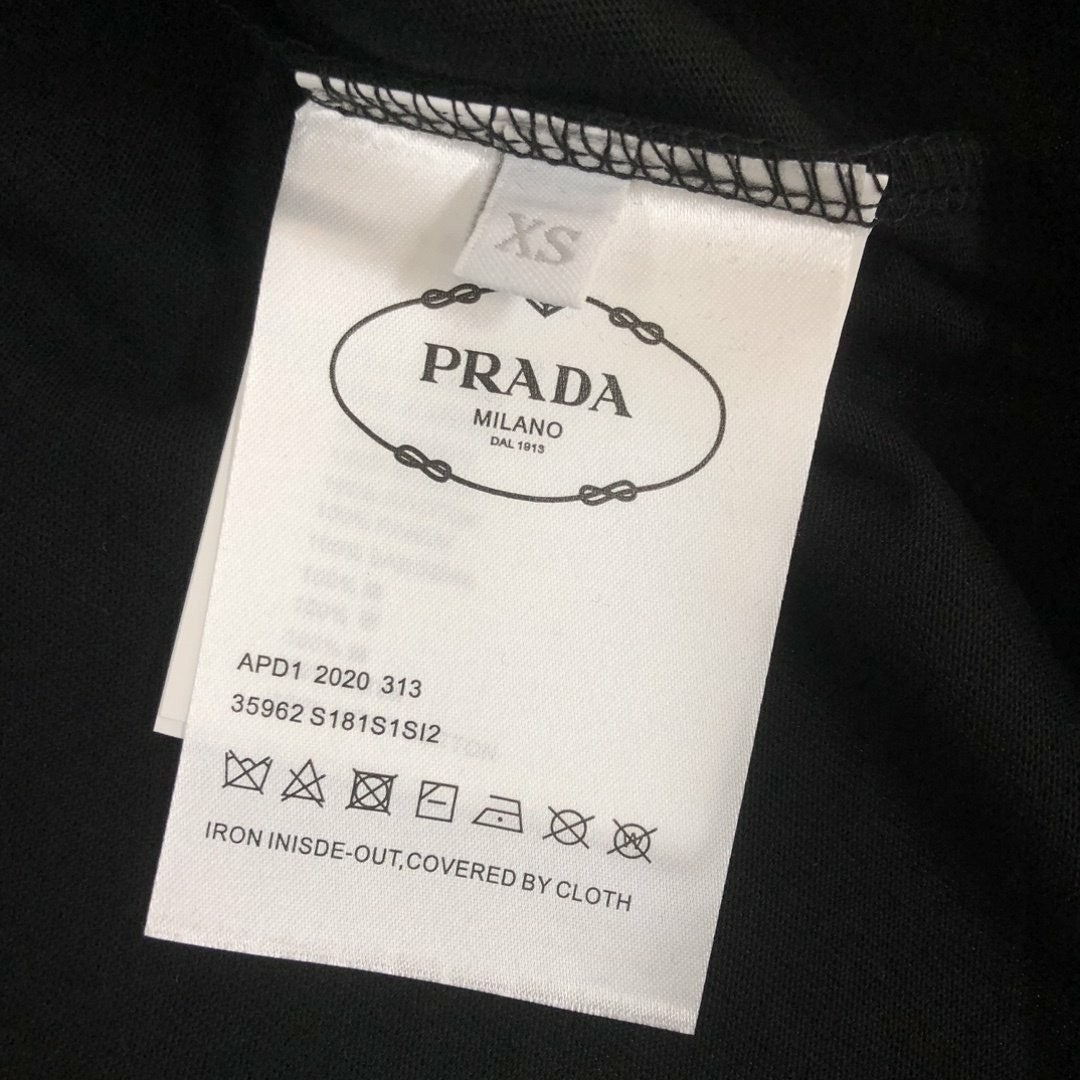 XS
PRADA
MILANO
DAL 1913
APD1 2020 313
35962 S181S1SI2
IRON INISDE-OUT,COVERED BY CLOTH